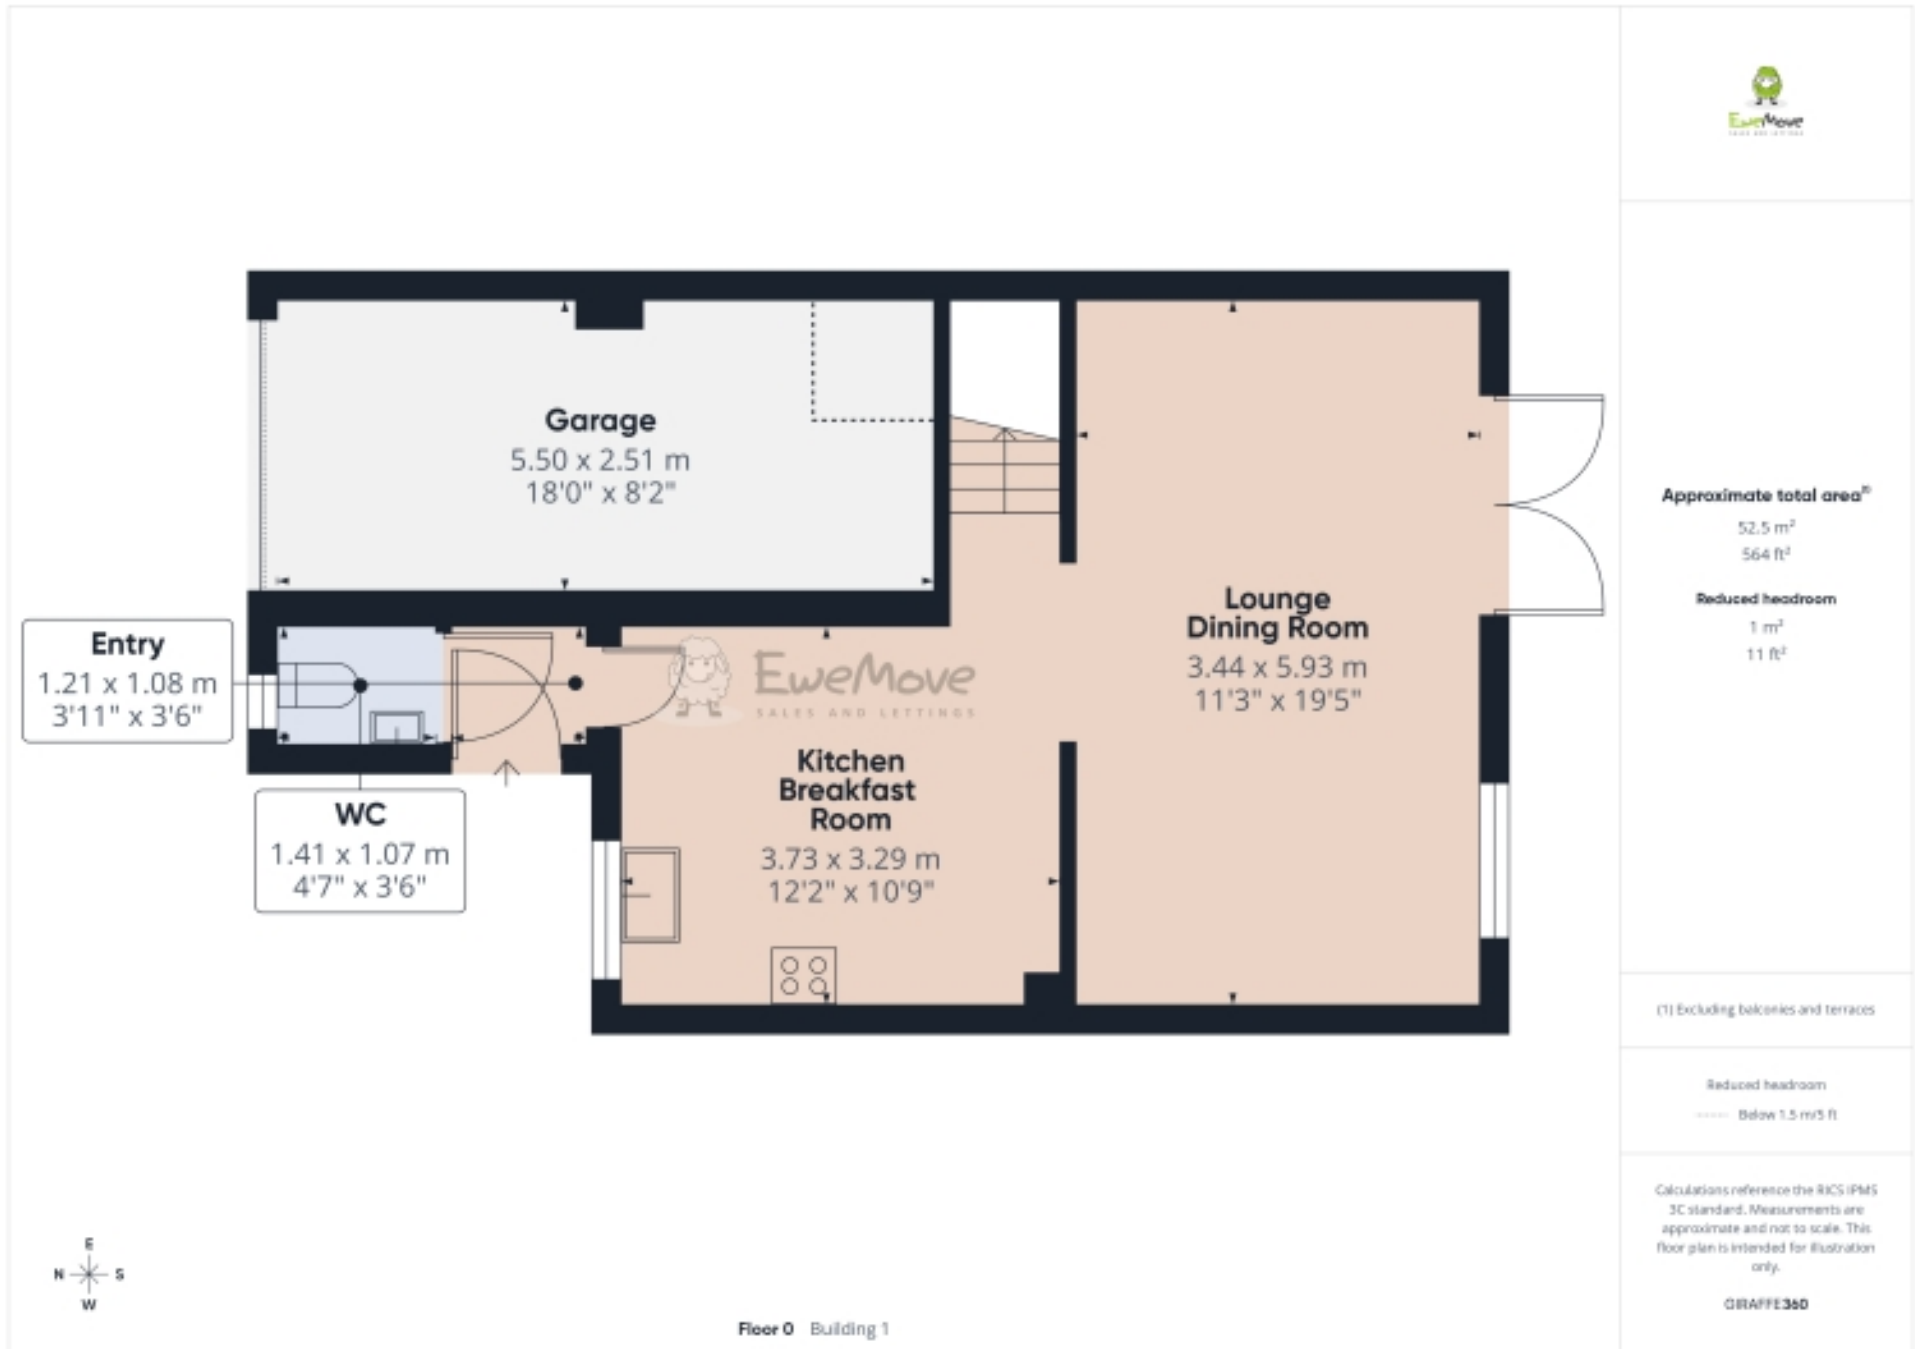 EweMove
SALES AND LETTINGS
Garage
5.50 x 2.51 m
18'0" x 8'2"
Entry
1.21 x 1.08 m
3'11" x 3'6"
WC
1.41 x 1.07 m
4'7" x 3'6"
EweMove
SALES AND LETTINGS
Kitchen
Breakfast
Room
3.73 x 3.29 m
12'2" x 10'9"
Lounge
Dining Room
3.44 x 5.93 m
11'3" x 19'5"
Approximate total area(1)
52.5 m²
564 ft²
Reduced headroom
1 m²
11 ft²
(1) Excluding balconies and terraces
Reduced headroom
Below 1.5 m/5 ft
Calculations reference the RICS IPMS
3C standard. Measurements are
approximate and not to scale. This
floor plan is intended for illustration
only.
GIRAFFE360
E
N S
W
Floor 0 Building 1